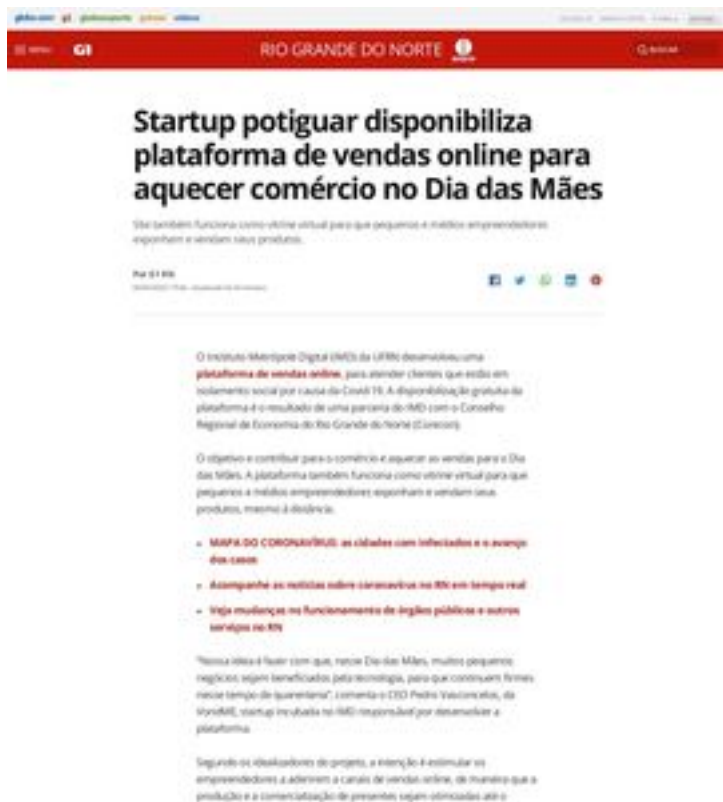 globo.com g1 globoesporte gshow vídeos
MENU G1 RIO GRANDE DO NORTE BUSCAR
Startup potiguar disponibiliza
plataforma de vendas online para
aquecer comércio no Dia das Mães
Site também funciona como vitrine virtual para que pequenos e médios empreendedores
exponham e vendam seus produtos.
Por G1 RN
O Instituto Metrópole Digital (IMD) da UFRN desenvolveu uma
plataforma de vendas online, para atender clientes que estão em
isolamento social por causa da Covid-19. A disponibilização gratuita da
plataforma é o resultado de uma parceria do IMD com o Conselho
Regional de Economia do Rio Grande do Norte (Corecon).
O objetivo é contribuir para o comércio e aquecer as vendas para o Dia
das Mães. A plataforma também funciona como vitrine virtual para que
pequenos e médios empreendedores exponham e vendam seus
produtos, mesmo à distância.
• MAPA DO CORONAVÍRUS: as cidades com infectados e o avanço
dos casos
• Acompanhe as notícias sobre coronavírus no RN em tempo real
• Veja mudanças no funcionamento de órgãos públicos e outros
serviços no RN
"Nossa ideia é fazer com que, nesse Dia das Mães, muitos pequenos
negócios sejam beneficiados pela tecnologia, para que continuem firmes
nesse tempo de quarentena", comenta o CEO Pedro Vasconcelos, da
startup incubada no IMD responsável por desenvolver a
plataforma.
Segundo os idealizadores do projeto, a intenção é estimular os
empreendedores a aderirem a canais de vendas online, de maneira que a
produção e a comercialização de presentes sejam otimizadas até o